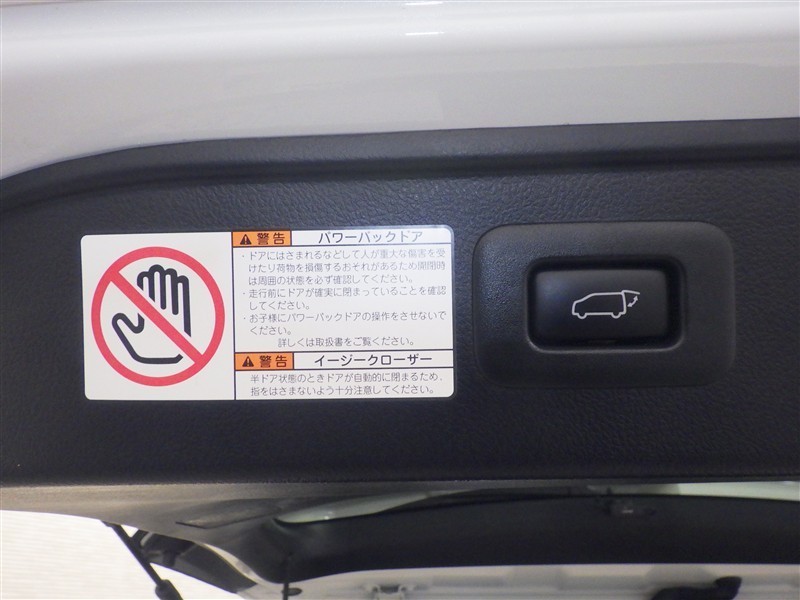 警告 パワーバックドア
・ドアにはさまれるなどして人が重大な傷害を受
けたり荷物を損傷するおそれがあるため開閉時
は周囲の状態を必ず確認してください。
・走行前にドアが確実に閉まっていることを確認
してください。
・お子様にパワーバックドアの操作をさせないで
ください。
詳しくは取扱書をご覧ください。
警告 イージークローザー
半ドア状態のときドアが自動的に閉まるため、
指をはさまないよう十分注意してください。